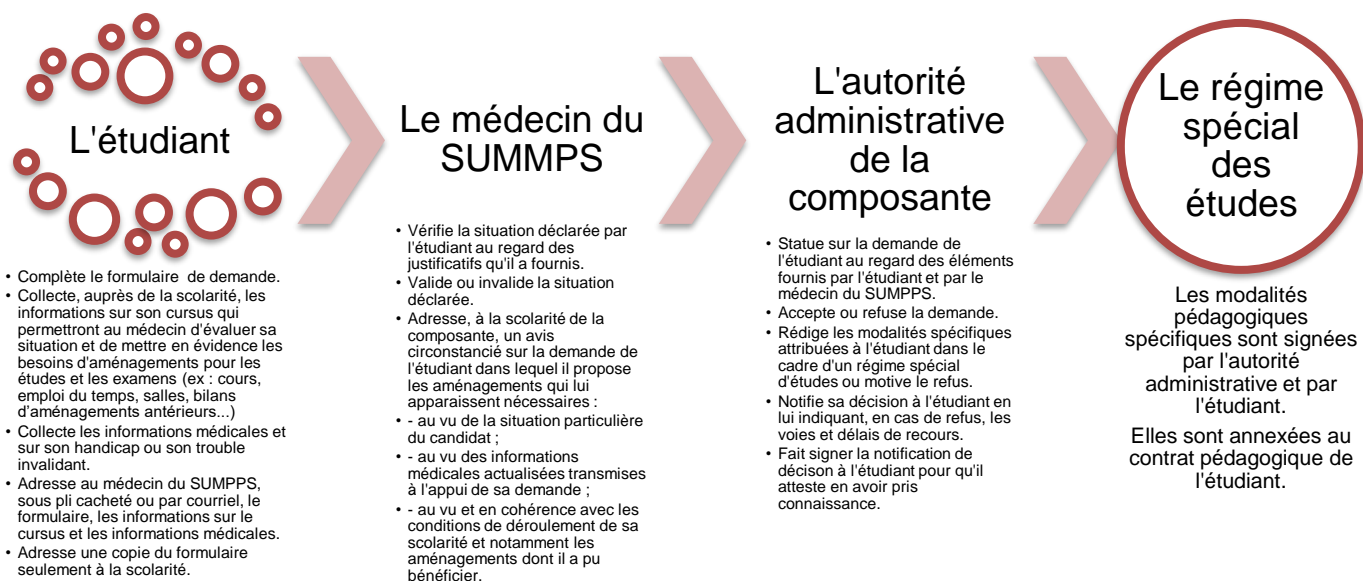 L'étudiant
• Complète le formulaire de demande.
• Collecte, auprès de la scolarité, les
informations sur son cursus qui
permettront au médecin d'évaluer sa
situation et de mettre en évidence les
besoins d'aménagements pour les
études et les examens (ex : cours,
emploi du temps, salles, bilans
d'aménagements antérieurs...)
• Collecte les informations médicales et
sur son handicap ou son trouble
invalidant.
• Adresse au médecin du SUMPPS,
sous pli cacheté ou par courriel, le
formulaire, les informations sur le
cursus et les informations médicales.
• Adresse une copie du formulaire
seulement à la scolarité.
Le médecin du
SUMMPS
• Vérifie la situation déclarée par
l'étudiant au regard des
justificatifs qu'il a fournis.
• Valide ou invalide la situation
déclarée.
• Adresse, à la scolarité de la
composante, un avis
circonstancié sur la demande de
l'étudiant dans lequel il propose
les aménagements qui lui
apparaissent nécessaires :
• - au vu de la situation particulière
du candidat ;
• - au vu des informations
médicales actualisées transmises
à l'appui de sa demande ;
• - au vu et en cohérence avec les
conditions de déroulement de sa
scolarité et notamment les
aménagements dont il a pu
bénéficier.
L'autorité
administrative
de la
composante
• Statue sur la demande de
l'étudiant au regard des éléments
fournis par l'étudiant et par le
médecin du SUMPPS.
• Accepte ou refuse la demande.
• Rédige les modalités spécifiques
attribuées à l'étudiant dans le
cadre d'un régime spécial
d'études ou motive le refus.
• Notifie sa décision à l'étudiant en
lui indiquant, en cas de refus, les
voies et délais de recours.
• Fait signer la notification de
décison à l'étudiant pour qu'il
atteste en avoir pris
connaissance.
Le régime
spécial
des
études
Les modalités
pédagogiques
spécifiques sont signées
par l'autorité
administrative et par
l'étudiant.
Elles sont annexées au
contrat pédagogique de
l'étudiant.